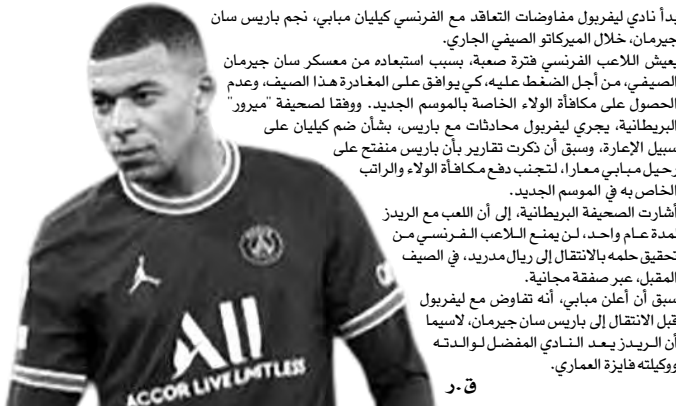 بدأ نادي ليفربول مفاوضات التعاقد مع الفرنسي كيليان مبابي، نجم باريس سان
جيرمان، خلال الميركاتو الصيفي الجاري.
يعيش اللاعب الفرنسي فترة صعبة، بسبب استبعاده من معسكر سان جيرمان
الصيفي، من أجل الضغط عليه، كي يوافق على المغادرة هذا الصيف، وعدم
الحصول على مكافأة الولاء الخاصة بالموسم الجديد. ووفقا لصحيفة "ميرور"
البريطانية، يجري ليفربول محادثات مع باريس، بشأن ضم كيليان على
سبيل الإعارة، وسبق أن ذكرت تقارير بأن باريس منفتح على
رحيل مبابي معارا، لتجنب دفع مكافأة الولاء والراتب
الخاص به في الموسم الجديد.
أشارت الصحيفة البريطانية، إلى أن اللعب مع الريدز
لمدة عام واحد، لن يمنع اللاعب الفرنسي من
تحقيق حلمه بالانتقال إلى ريال مدريد، في الصيف
المقبل، عبر صفقة مجانية.
سبق أن أعلن مبابي، أنه تفاوض مع ليفربول
قبل الانتقال إلى باريس سان جيرمان، لاسيما
أن الريدز يعد النادي المفضل لوالدته
ووكيلته فايزة العماري.
ق.ر
ALL
ACCOR LIVE LIMITLESS